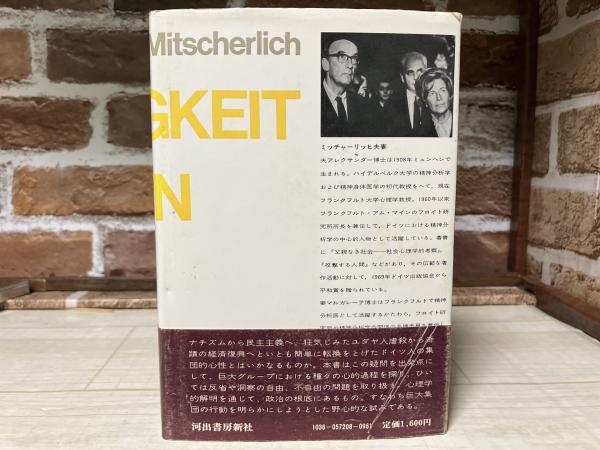 Mitscherlich
GKEIT
N
ミッチャーリッヒ夫妻
夫アレクサンダー博士は1908年ミュンヘンで
生まれる。ハイデルベルク大学の精神分析学
および精神身体医学の初代教授をへて、現在
フランクフルト大学心理学教授。1960年以来
フランクフルト・アム・マインのフロイト研
究所所長を兼任して、ドイツにおける精神分
析学の中心的人物として活躍している。著書
に『父親なき社会——社会心理学的考察』、
『攻撃する人間』などがあり、その広範な著
作活動に対して、1969年ドイツ出版協会から
平和賞を贈られている。
妻マルガレーテ博士はフランクフルトで精神
分析医として活躍するかたわら、フロイト研
ナチズムから民主主義へ、狂気じみたユダヤ人虐殺から奇
蹟の経済復興へといとも簡単に転換をとげたドイツ人の集
団的心性とはいかなるものか。本書はこの疑問を出発点に
して、巨大グループにおける種々の心的過程を探り、ひい
ては反省や洞察の自由、不自由の問題を取り扱う。心理学
的解明を通じて、政治の根底にあるもの、すなわち巨大集
団の行動を明らかにしようとした野心的な試みである。
河出書房新社
1036-057208-0961
定価1,600円